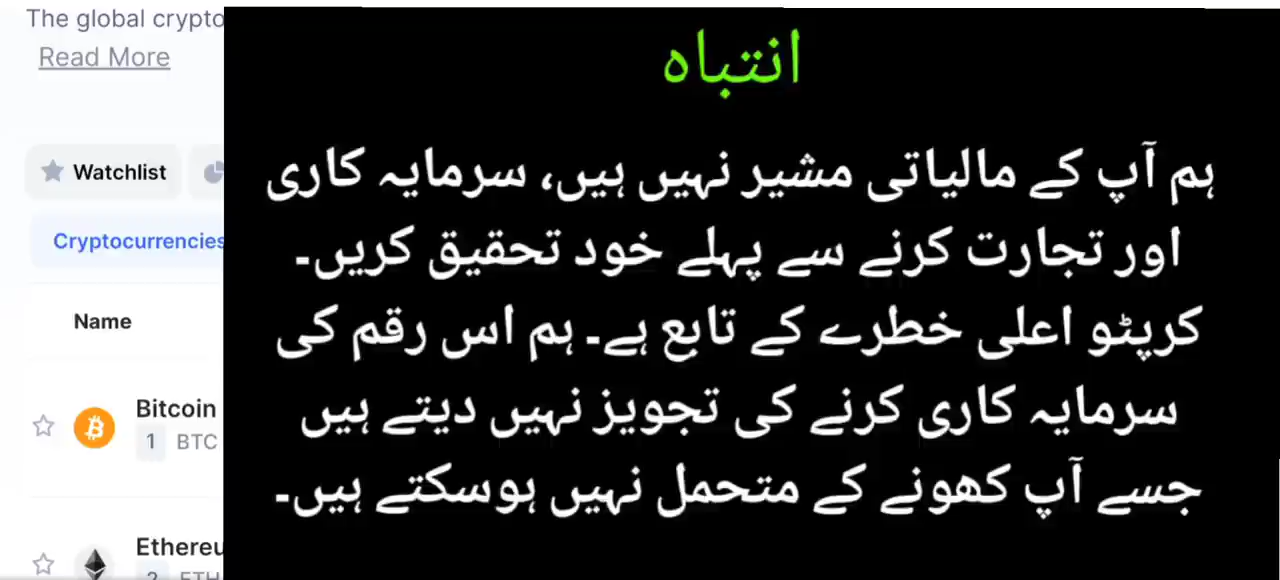 The global crypto
Read More
Watchlist
Cryptocurrencies
Name
Bitcoin
1 BTC
2 ETH
انتباہ
ہم آپ کے مالیاتی مشیر نہیں ہیں، سرمایہ کاری
اور تجارت کرنے سے پہلے خود تحقیق کریں۔
کرپٹو اعلی خطرے کے تابع ہے۔ ہم اس رقم کی
سرمایہ کاری کرنے کی تجویز نہیں دیتے ہیں
جسے آپ کھونے کے متحمل نہیں ہوسکتے ہیں۔